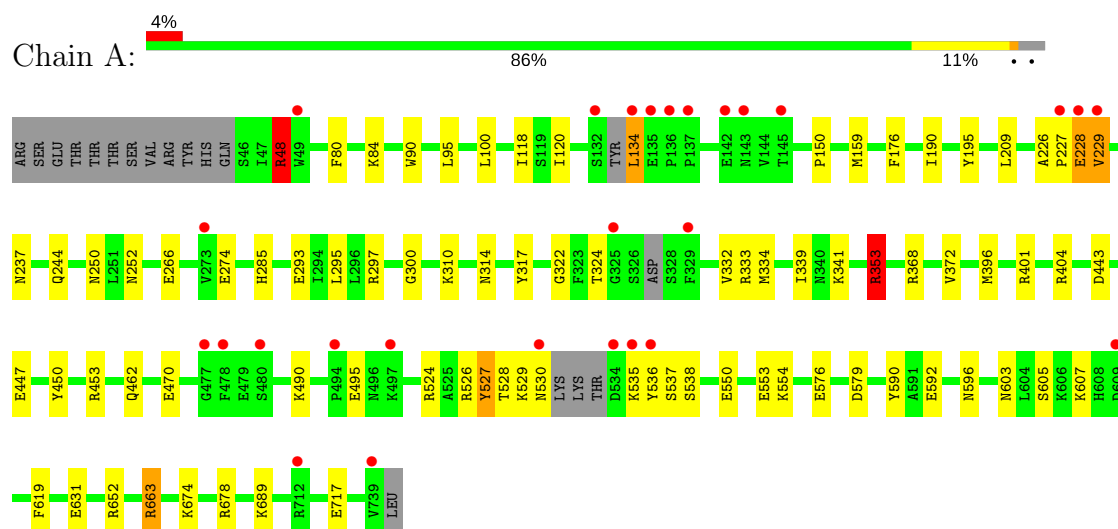 4%
Chain A:
86% 11% • •
ARG SER GLU THR THR THR SER VAL ARG TYR HIS GLN S46 I47 R48 W49 F80 K84 W90 L95 L100 I118 S119 I120 S132 TYR L134 E135 P136 P137 E142 N143 V144 T145 P150 M159 F176 I190 Y195 L209 A226 P227 E228 V229
N237 Q244 N250 L251 N252 E266 V273 E274 H285 E293 I294 L295 L296 R297 G300 K310 N314 Y317 G322 F323 T324 G325 S326 ASP S328 F329 V332 R333 M334 I339 N340 K341 R353 R368 V372 M396 R401 R404 D443
E447 Y450 R453 Q462 E470 G477 F478 E479 S480 K490 P494 E495 N496 K497 R524 A525 R526 Y527 T528 K529 N530 LYS LYS THR D534 K535 Y536 S537 S538 E550 E553 K554 E576 D579 Y590 A591 E592 N596 N603 L604 S605 K606 K607 H608 D609
F619 E631 R652 R663 K674 R678 K689 R712 E717 V739 LEU